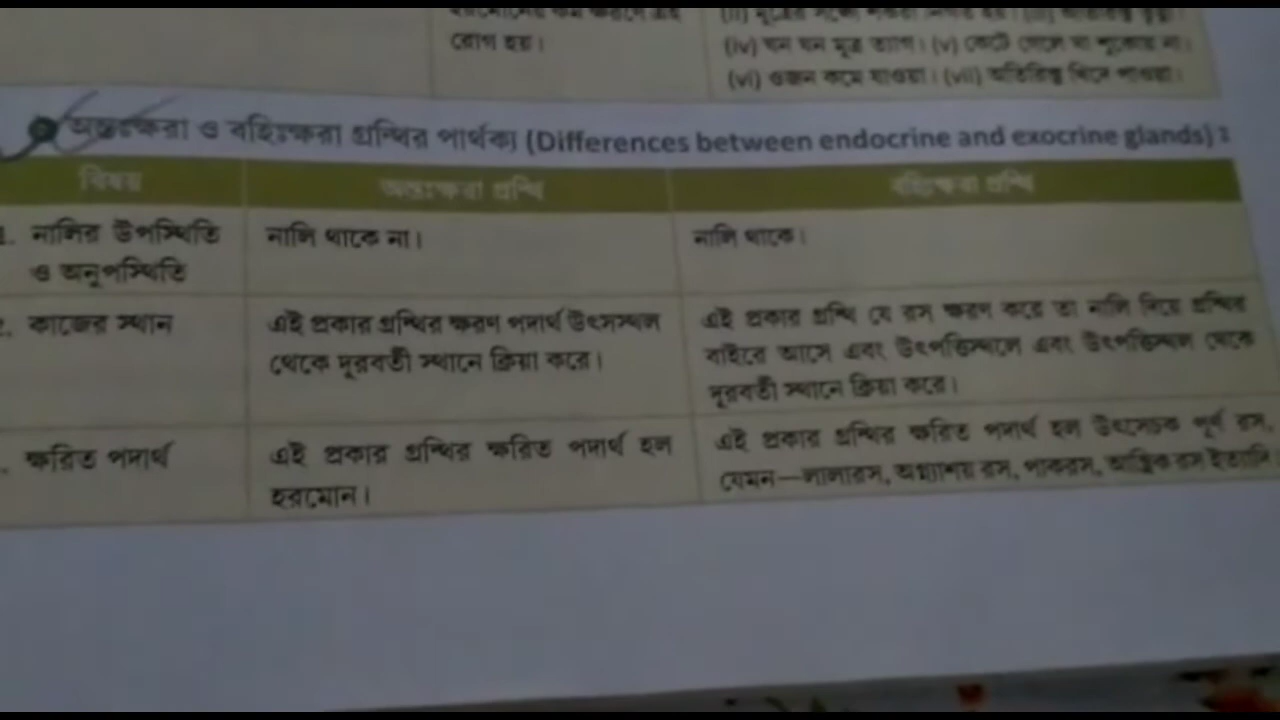 রোগ হয়।
(iv) ঘন ঘন মূত্র ত্যাগ। (v) কেটে গেলে ঘা শুকোয় না।
(vi) ওজন কমে যাওয়া। (vii) অতিরিক্ত খিদে পাওয়া।
অন্তঃক্ষরা ও বহিঃক্ষরা গ্রন্থির পার্থক্য (Differences between endocrine and exocrine glands) :
বিষয়
অন্তঃক্ষরা গ্রন্থি
বহিঃক্ষরা গ্রন্থি
1. নালির উপস্থিতি
ও অনুপস্থিতি
নালি থাকে না।
নালি থাকে।
2. কাজের স্থান
এই প্রকার গ্রন্থির ক্ষরণ পদার্থ উৎসস্থল
থেকে দূরবর্তী স্থানে ক্রিয়া করে।
এই প্রকার গ্রন্থি যে রস ক্ষরণ করে তা নালি দিয়ে গ্রন্থির
বাইরে আসে এবং উৎপত্তিস্থলে এবং উৎপত্তিস্থল থেকে
দূরবর্তী স্থানে ক্রিয়া করে।
. ক্ষরিত পদার্থ
এই প্রকার গ্রন্থির ক্ষরিত পদার্থ হল
হরমোন।
এই প্রকার গ্রন্থির ক্ষরিত পদার্থ হল উৎসেচক পূর্ণ রস,
যেমন—লালারস, অগ্ন্যাশয় রস, পাকরস, আন্ত্রিক রস ইত্যাদি।